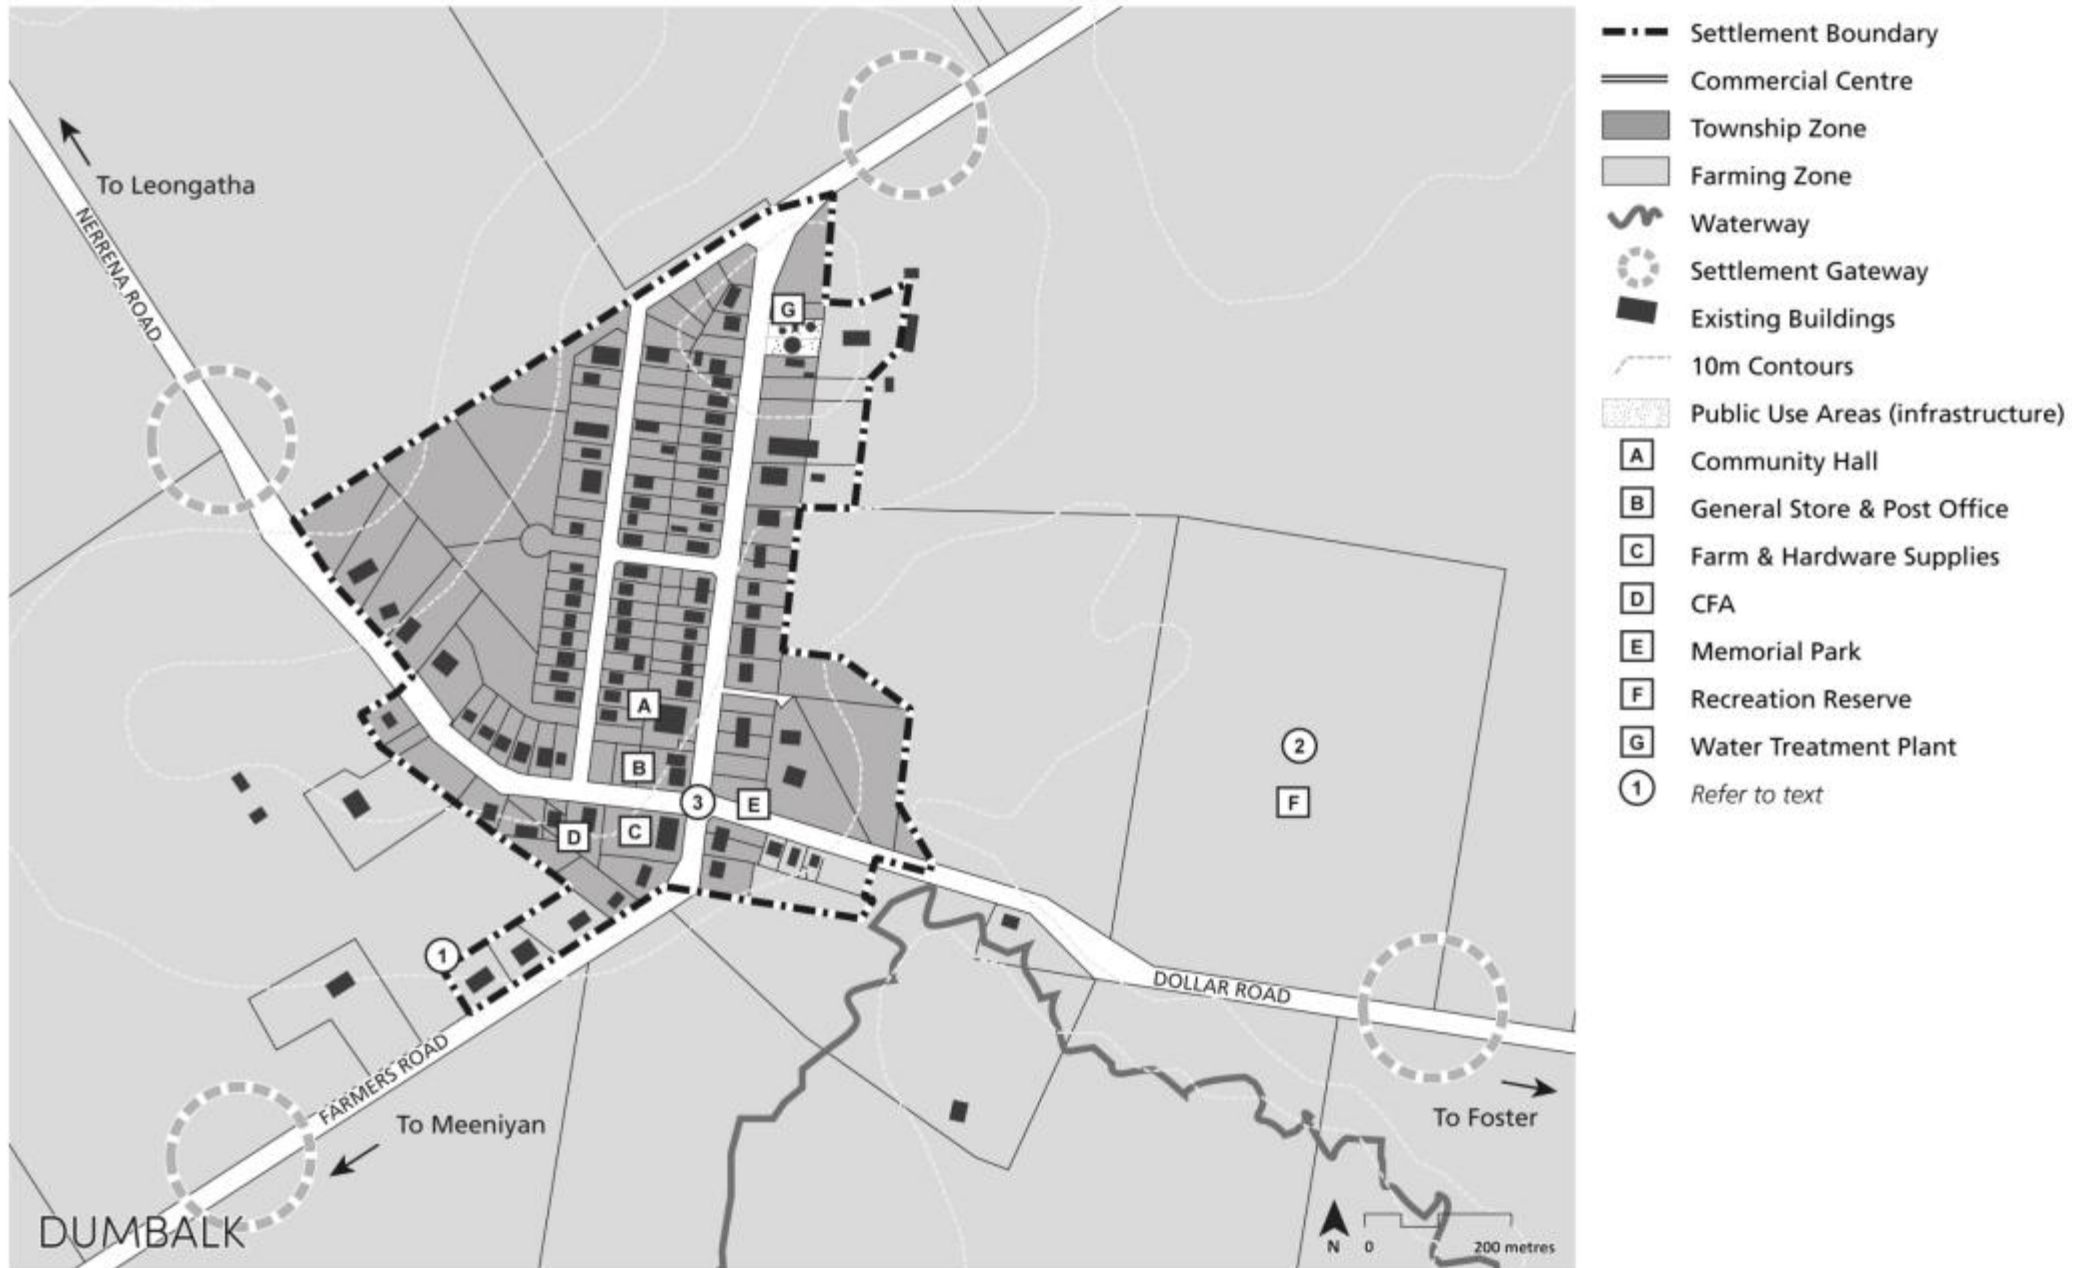 To Leongatha
NERRENA ROAD
G
A
B
3
E
D
C
2
F
1
DOLLAR ROAD
FARMERS ROAD
To Meeniyan
To Foster
DUMBALK
N 0 200 metres
Settlement Boundary
Commercial Centre
Township Zone
Farming Zone
Waterway
Settlement Gateway
Existing Buildings
10m Contours
Public Use Areas (infrastructure)
A Community Hall
B General Store & Post Office
C Farm & Hardware Supplies
D CFA
E Memorial Park
F Recreation Reserve
G Water Treatment Plant
1 Refer to text